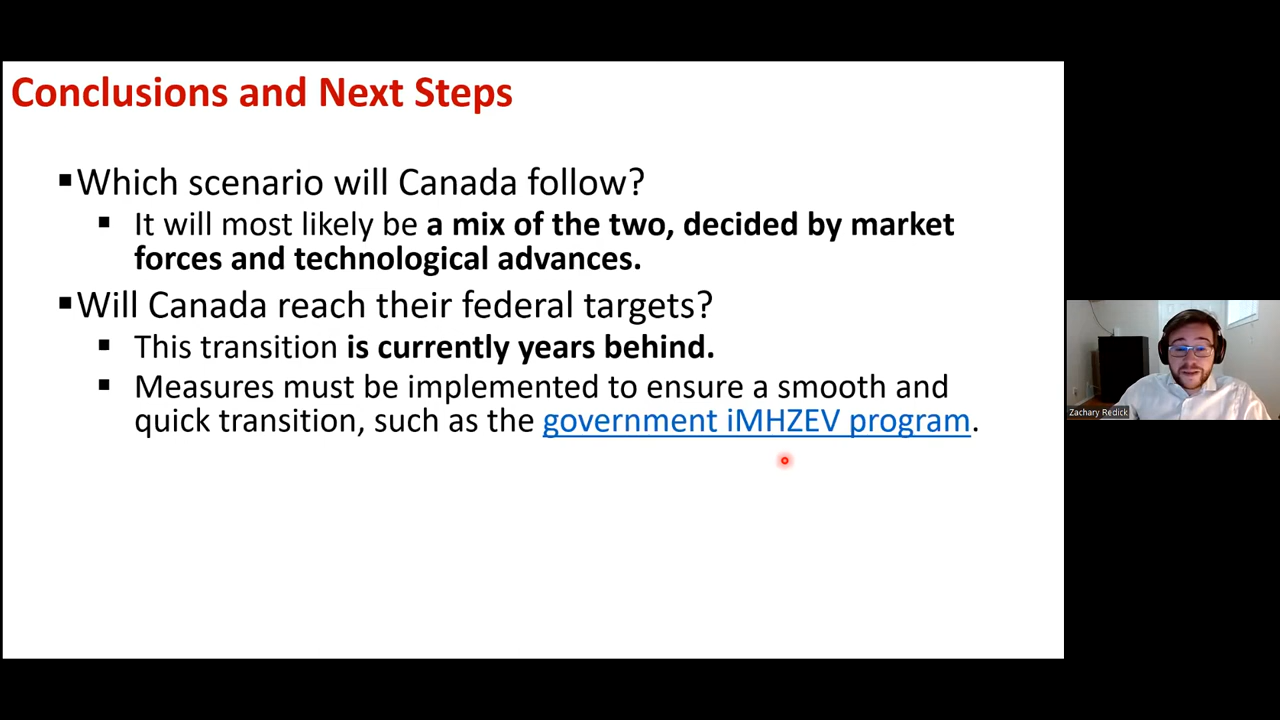 Conclusions and Next Steps
▪Which scenario will Canada follow?
▪ It will most likely be a mix of the two, decided by market
forces and technological advances.
▪Will Canada reach their federal targets?
▪ This transition is currently years behind.
▪ Measures must be implemented to ensure a smooth and
quick transition, such as the government iMHZEV program.
Zachary Redick